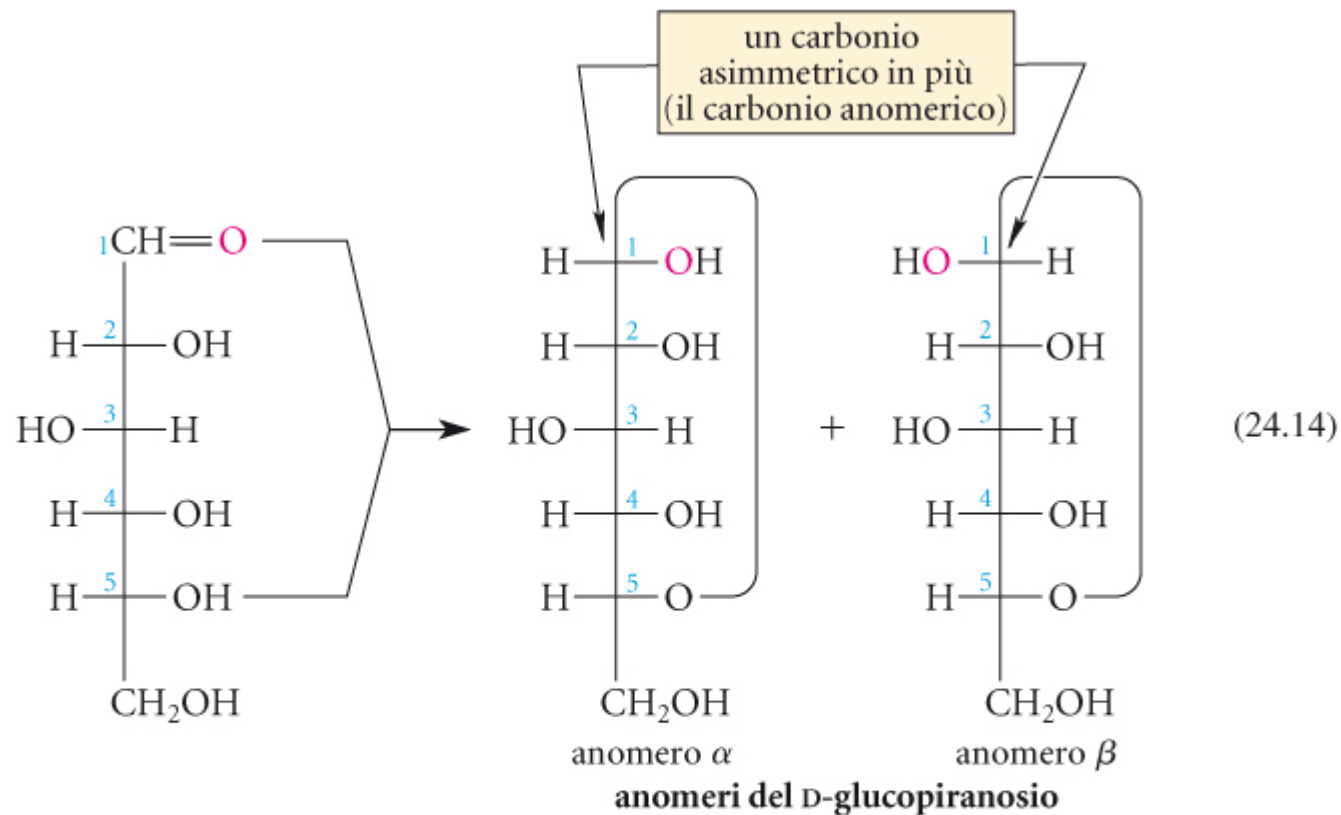 un carbonio
asimmetrico in più
(il carbonio anomerico)
1CH=O
H 2 OH
HO 3 H
H 4 OH
H 5 OH
CH₂OH
H 1 OH
H 2 OH
HO 3 H
H 4 OH
H 5 O
CH₂OH
anomero α
+
HO 1 H
H 2 OH
HO 3 H
H 4 OH
H 5 O
CH₂OH
anomero β
(24.14)
anomeri del D-glucopiranosio